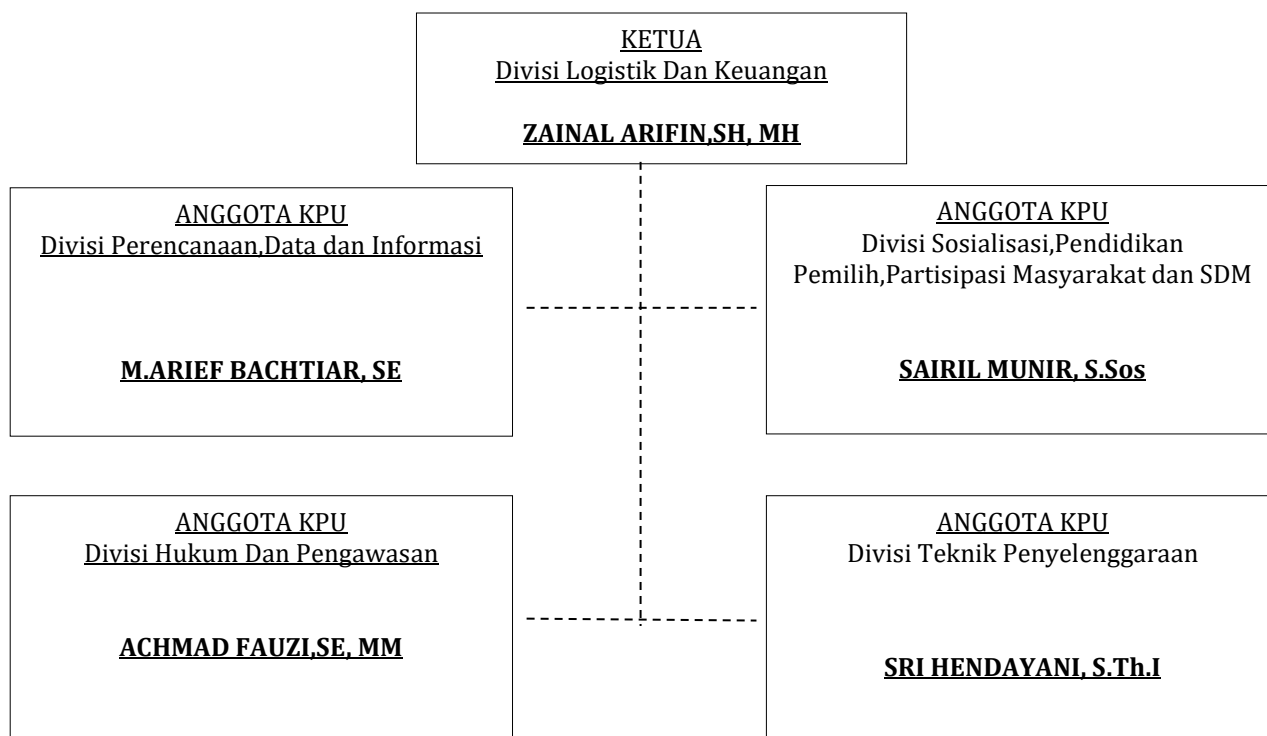 KETUA
Divisi Logistik Dan Keuangan
ZAINAL ARIFIN,SH, MH
ANGGOTA KPU
Divisi Perencanaan,Data dan Informasi
M.ARIEF BACHTIAR, SE
ANGGOTA KPU
Divisi Sosialisasi,Pendidikan
Pemilih,Partisipasi Masyarakat dan SDM
SAIRIL MUNIR, S.Sos
ANGGOTA KPU
Divisi Hukum Dan Pengawasan
ACHMAD FAUZI,SE, MM
ANGGOTA KPU
Divisi Teknik Penyelenggaraan
SRI HENDAYANI, S.Th.I